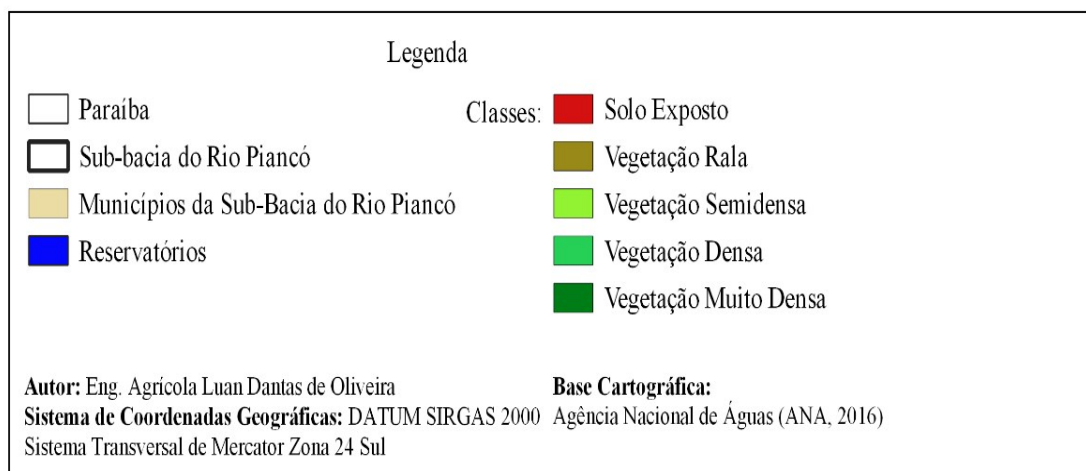 Legenda
Paraíba
Sub-bacia do Rio Piancó
Municípios da Sub-Bacia do Rio Piancó
Reservatórios
Classes:
Solo Exposto
Vegetação Rala
Vegetação Semidensa
Vegetação Densa
Vegetação Muito Densa
Autor: Eng. Agrícola Luan Dantas de Oliveira
Sistema de Coordenadas Geográficas: DATUM SIRGAS 2000
Sistema Transversal de Mercator Zona 24 Sul
Base Cartográfica:
Agência Nacional de Águas (ANA, 2016)